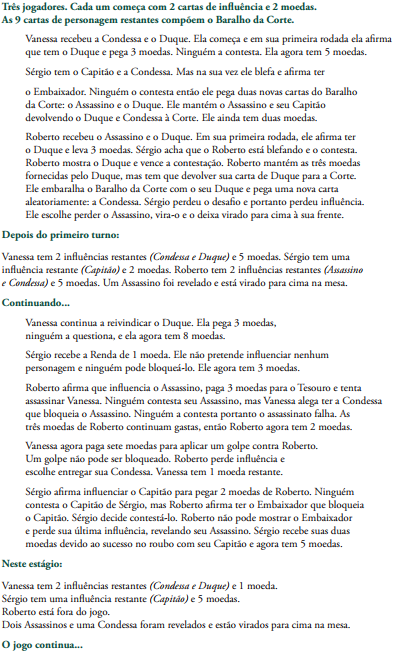 Três jogadores. Cada um começa com 2 cartas de influência e 2 moedas.
As 9 cartas de personagem restantes compõem o Baralho da Corte.
Vanessa recebeu a Condessa e o Duque. Ela começa e em sua primeira rodada ela afirma
que tem o Duque e pega 3 moedas. Ninguém a contesta. Ela agora tem 5 moedas.
Sérgio tem o Capitão e a Condessa. Mas na sua vez ele blefa e afirma ter
o Embaixador. Ninguém o contesta então ele pega duas novas cartas do Baralho
da Corte: o Assassino e o Duque. Ele mantém o Assassino e seu Capitão
devolvendo o Duque e Condessa à Corte. Ele ainda tem duas moedas.
Roberto recebeu o Assassino e o Duque. Em sua primeira rodada, ele afirma ter
o Duque e leva 3 moedas. Sérgio acha que o Roberto está blefando e o contesta.
Roberto mostra o Duque e vence a contestação. Roberto mantém as três moedas
fornecidas pelo Duque, mas tem que devolver sua carta de Duque para a Corte.
Ele embaralha o Baralho da Corte com o seu Duque e pega uma nova carta
aleatoriamente: a Condessa. Sérgio perdeu o desafio e portanto perdeu influência.
Ele escolhe perder o Assassino, vira-o e o deixa virado para cima à sua frente.
Depois do primeiro turno:
Vanessa tem 2 influências restantes (Condessa e Duque) e 5 moedas. Sérgio tem uma
influência restante (Capitão) e 2 moedas. Roberto tem 2 influências restantes (Assassino
e Condessa) e 5 moedas. Um Assassino foi revelado e está virado para cima na mesa.
Continuando...
Vanessa continua a reivindicar o Duque. Ela pega 3 moedas,
ninguém a questiona, e ela agora tem 8 moedas.
Sérgio recebe a Renda de 1 moeda. Ele não pretende influenciar nenhum
personagem e ninguém pode bloqueá-lo. Ele agora tem 3 moedas.
Roberto afirma que influencia o Assassino, paga 3 moedas para o Tesouro e tenta
assassinar Vanessa. Ninguém contesta seu Assassino, mas Vanessa alega ter a Condessa
que bloqueia o Assassino. Ninguém a contesta portanto o assassinato falha. As
três moedas de Roberto continuam gastas, então Roberto agora tem 2 moedas.
Vanessa agora paga sete moedas para aplicar um golpe contra Roberto.
Um golpe não pode ser bloqueado. Roberto perde influência e
escolhe entregar sua Condessa. Vanessa tem 1 moeda restante.
Sérgio afirma influenciar o Capitão para pegar 2 moedas de Roberto. Ninguém
contesta o Capitão de Sérgio, mas Roberto afirma ter o Embaixador que bloqueia
o Capitão. Sérgio decide contestá-lo. Roberto não pode mostrar o Embaixador
e perde sua última influência, revelando seu Assassino. Sérgio recebe suas duas
moedas devido ao sucesso no roubo com seu Capitão e agora tem 5 moedas.
Neste estágio:
Vanessa tem 2 influências restantes (Condessa e Duque) e 1 moeda.
Sérgio tem uma influência restante (Capitão) e 5 moedas.
Roberto está fora do jogo.
Dois Assassinos e uma Condessa foram revelados e estão virados para cima na mesa.
O jogo continua...